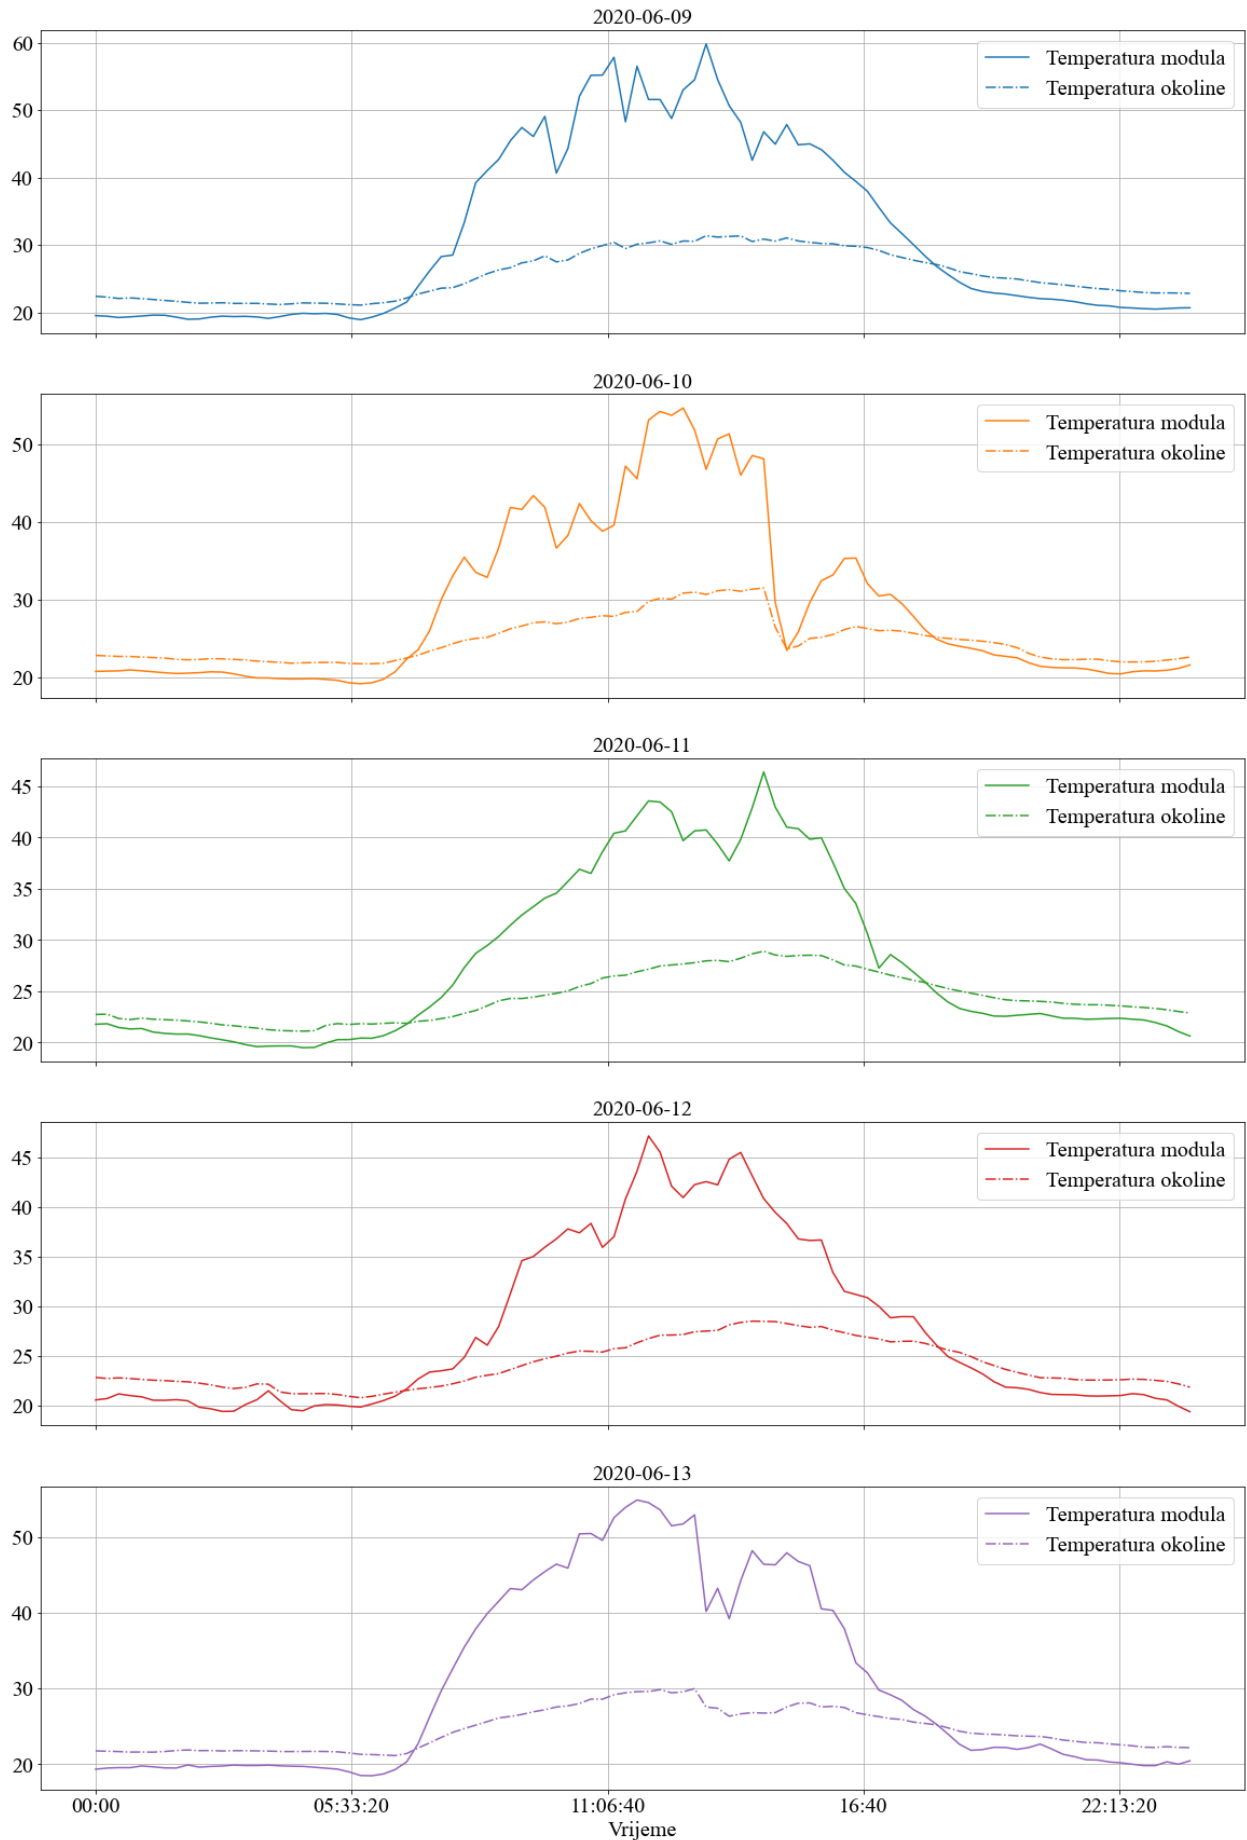 2020-06-09
60
50
40
30
20
Temperatura modula
Temperatura okoline
2020-06-10
50
40
30
20
Temperatura modula
Temperatura okoline
2020-06-11
45
40
35
30
25
20
Temperatura modula
Temperatura okoline
2020-06-12
45
40
35
30
25
20
Temperatura modula
Temperatura okoline
2020-06-13
50
40
30
20
Temperatura modula
Temperatura okoline
00:00 05:33:20 11:06:40 16:40 22:13:20
Vrijeme